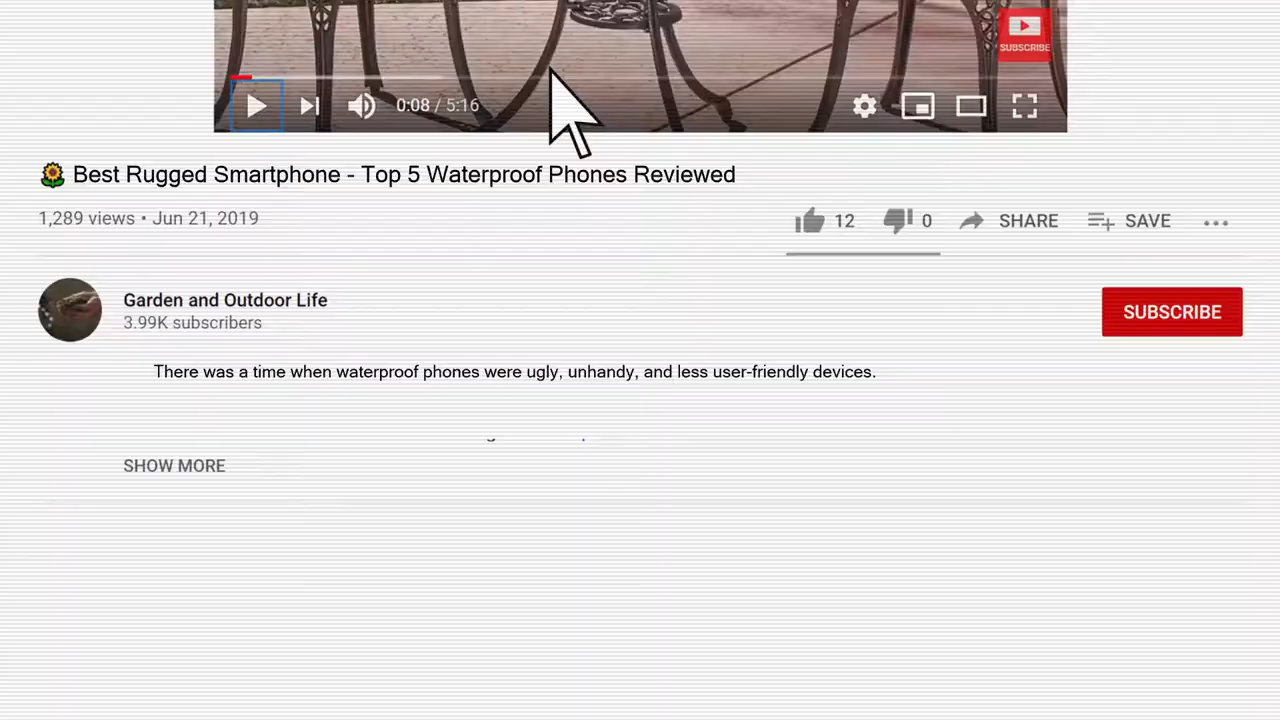 SUBSCRIBE
0:08 / 5:16
Best Rugged Smartphone - Top 5 Waterproof Phones Reviewed
1,289 views • Jun 21, 2019
12
0
SHARE
SAVE
Garden and Outdoor Life
3.99K subscribers
SUBSCRIBE
There was a time when waterproof phones were ugly, unhandy, and less user-friendly devices.
SHOW MORE